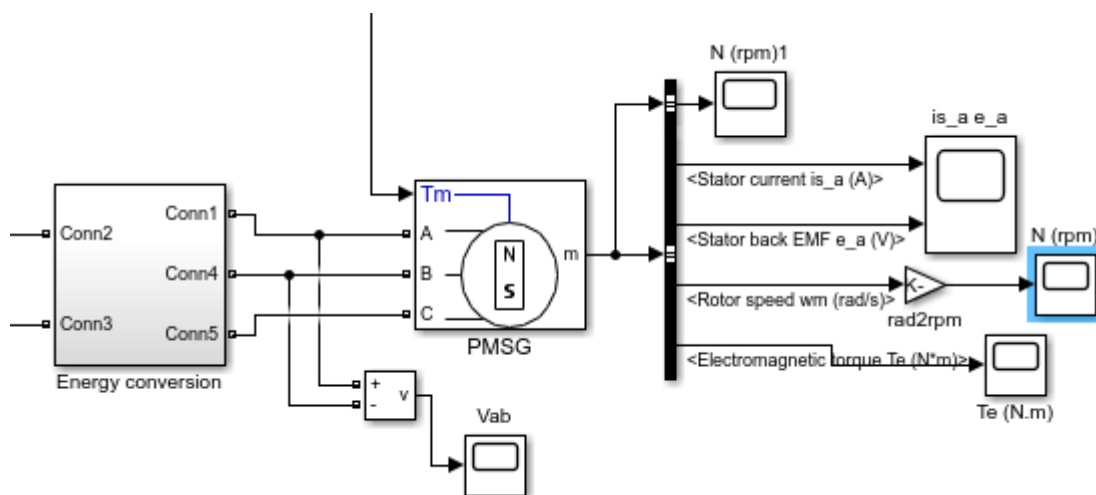 N (rpm)1
is_a e_a
Tm
<Stator current is_a (A)>
Conn1
Conn2
A
N
m
<Stator back EMF e_a (V)>
N (rpm)
Conn4
B
S
K-
<Rotor speed wm (rad/s)>
rad2rpm
Conn3
Conn5
C
PMSG
<Electromagnetic torque Te (N*m)>
Energy conversion
+
-
v
Vab
Te (N.m)